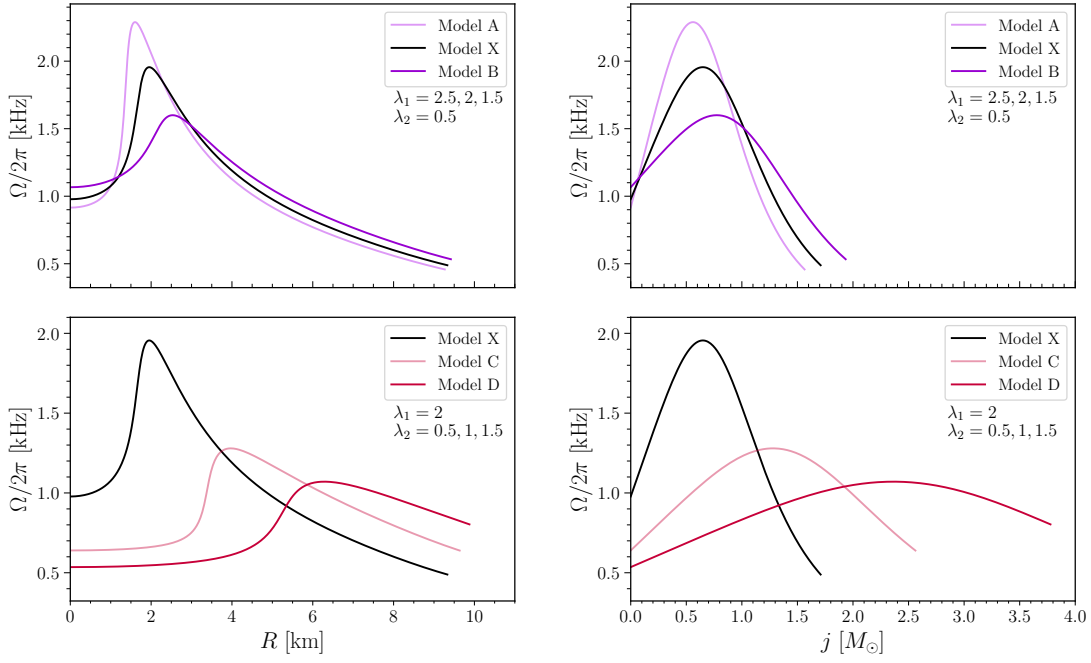 2.0
1.5
1.0
0.5
Ω/2π [kHz]
Model A
Model X
Model B
λ₁ = 2.5, 2, 1.5
λ₂ = 0.5
2.0
1.5
1.0
0.5
Ω/2π [kHz]
Model A
Model X
Model B
λ₁ = 2.5, 2, 1.5
λ₂ = 0.5
2.0
1.5
1.0
0.5
Ω/2π [kHz]
Model X
Model C
Model D
λ₁ = 2
λ₂ = 0.5, 1, 1.5
0 2 4 6 8 10
R [km]
2.0
1.5
1.0
0.5
Ω/2π [kHz]
Model X
Model C
Model D
λ₁ = 2
λ₂ = 0.5, 1, 1.5
0.0 0.5 1.0 1.5 2.0 2.5 3.0 3.5 4.0
j [M⊙]